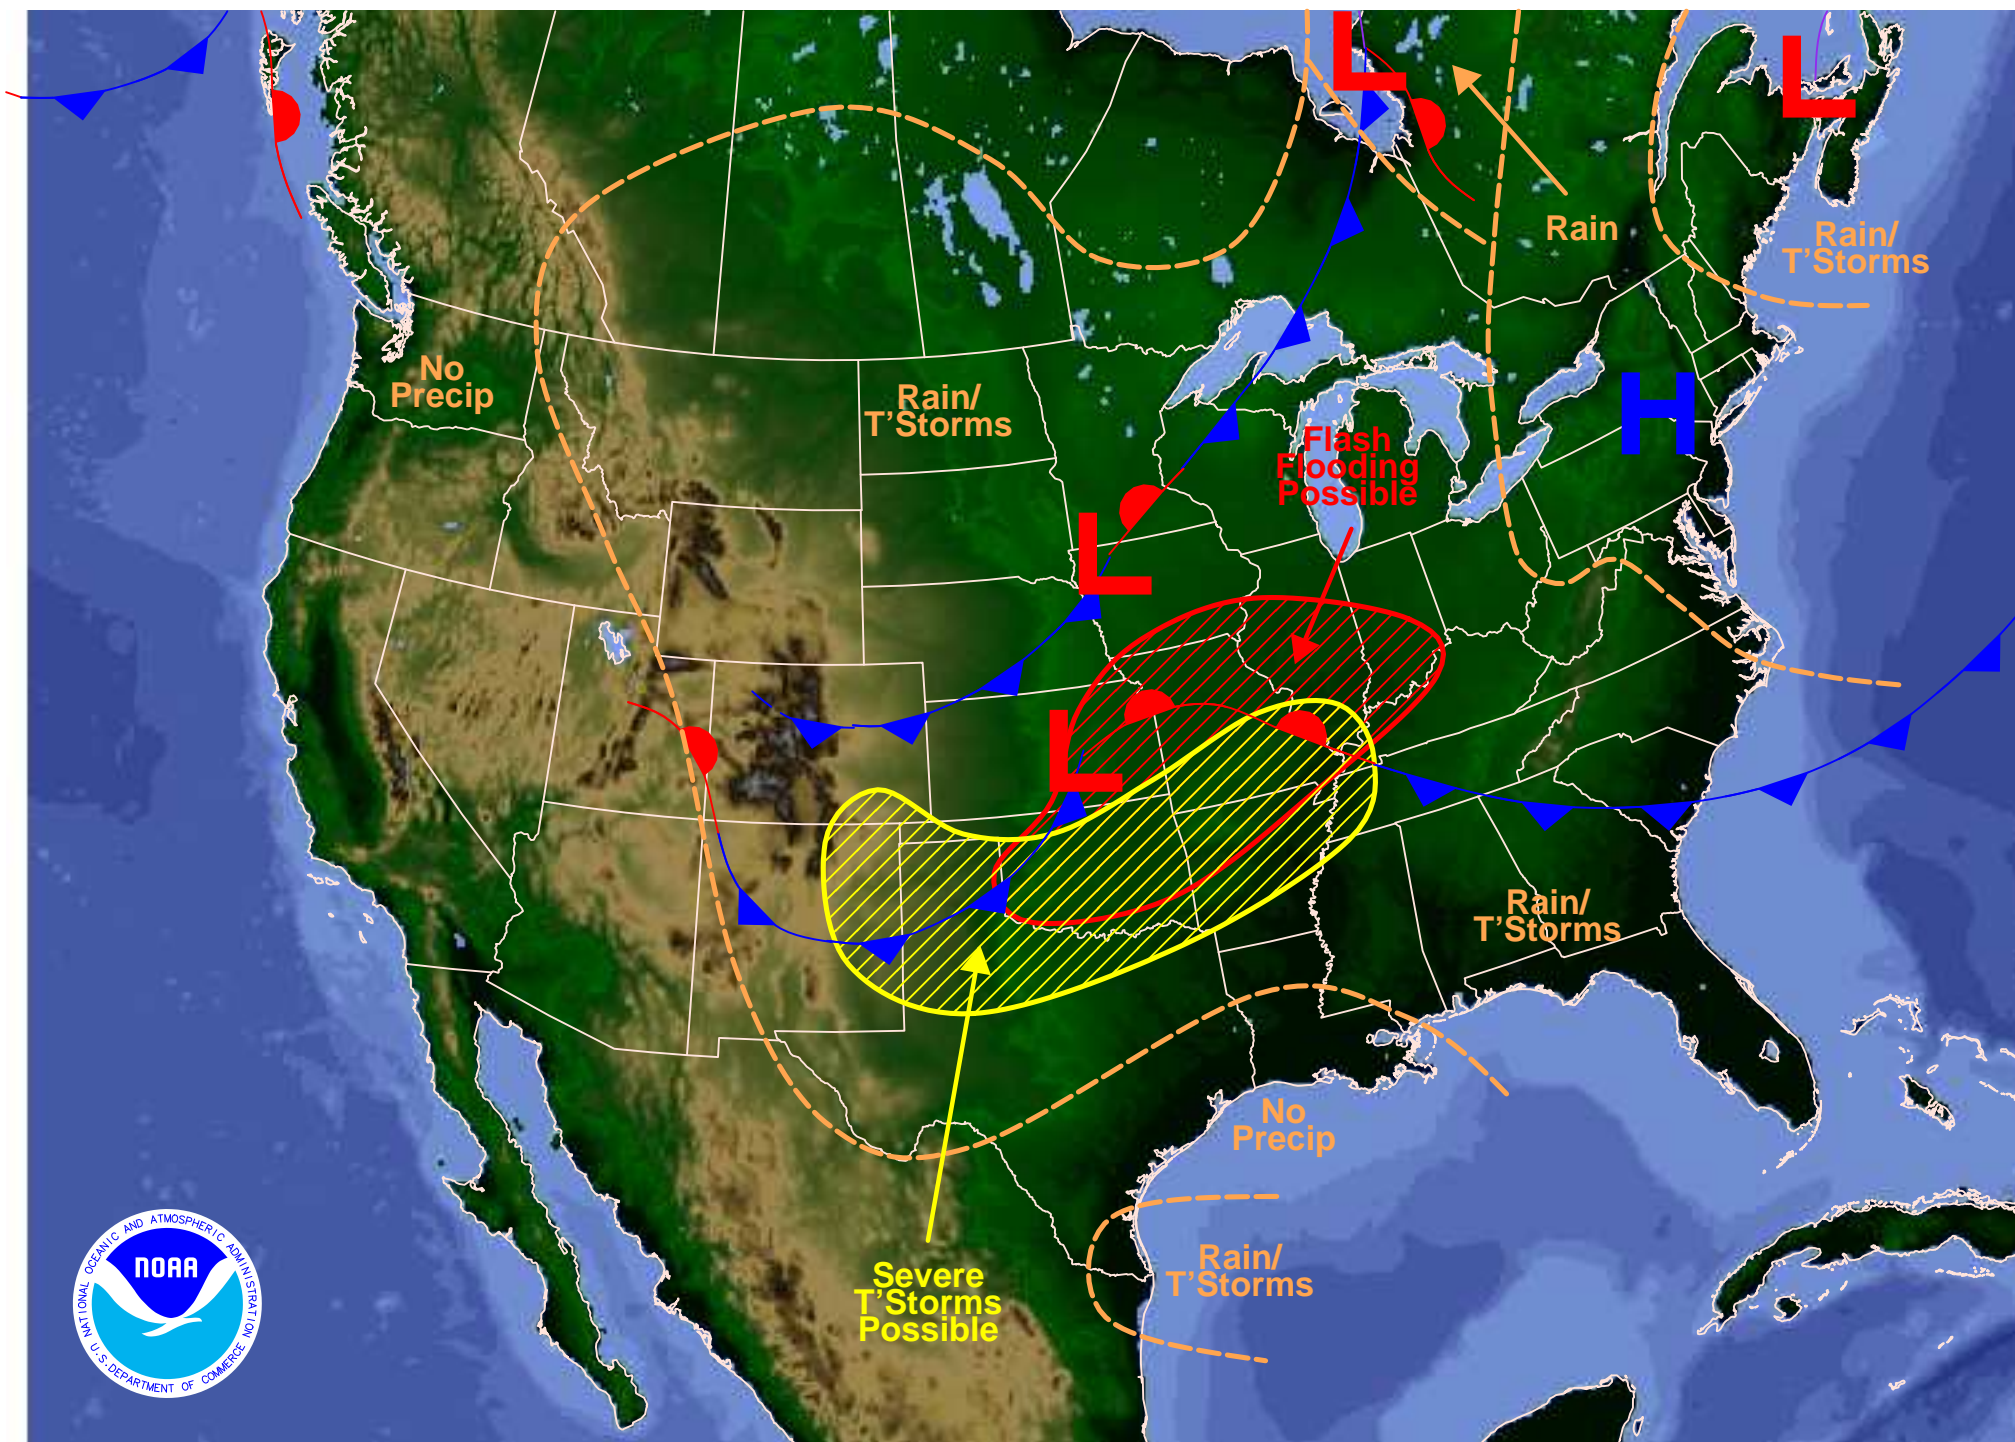 L
L
Rain
Rain/
T'Storms
No
Precip
Rain/
T'Storms
H
Flash
Flooding
Possible
L
L
Rain/
T'Storms
No
Precip
Rain/
T'Storms
Severe
T'Storms
Possible
NATIONAL OCEANIC AND ATMOSPHERIC ADMINISTRATION
NOAA
U.S. DEPARTMENT OF COMMERCE